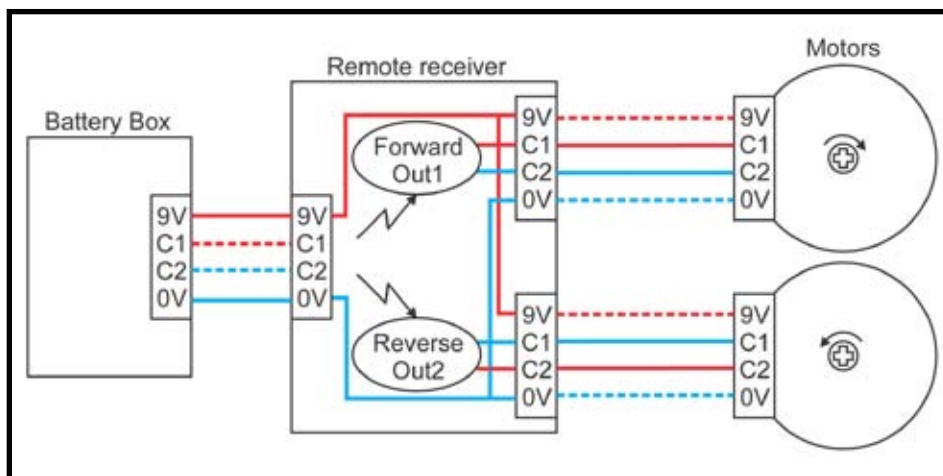 Motors
Remote receiver
Battery Box
9V
C1
C2
0V
9V
C1
C2
0V
Forward
Out1
Reverse
Out2
9V
C1
C2
0V
9V
C1
C2
0V
9V
C1
C2
0V
9V
C1
C2
0V